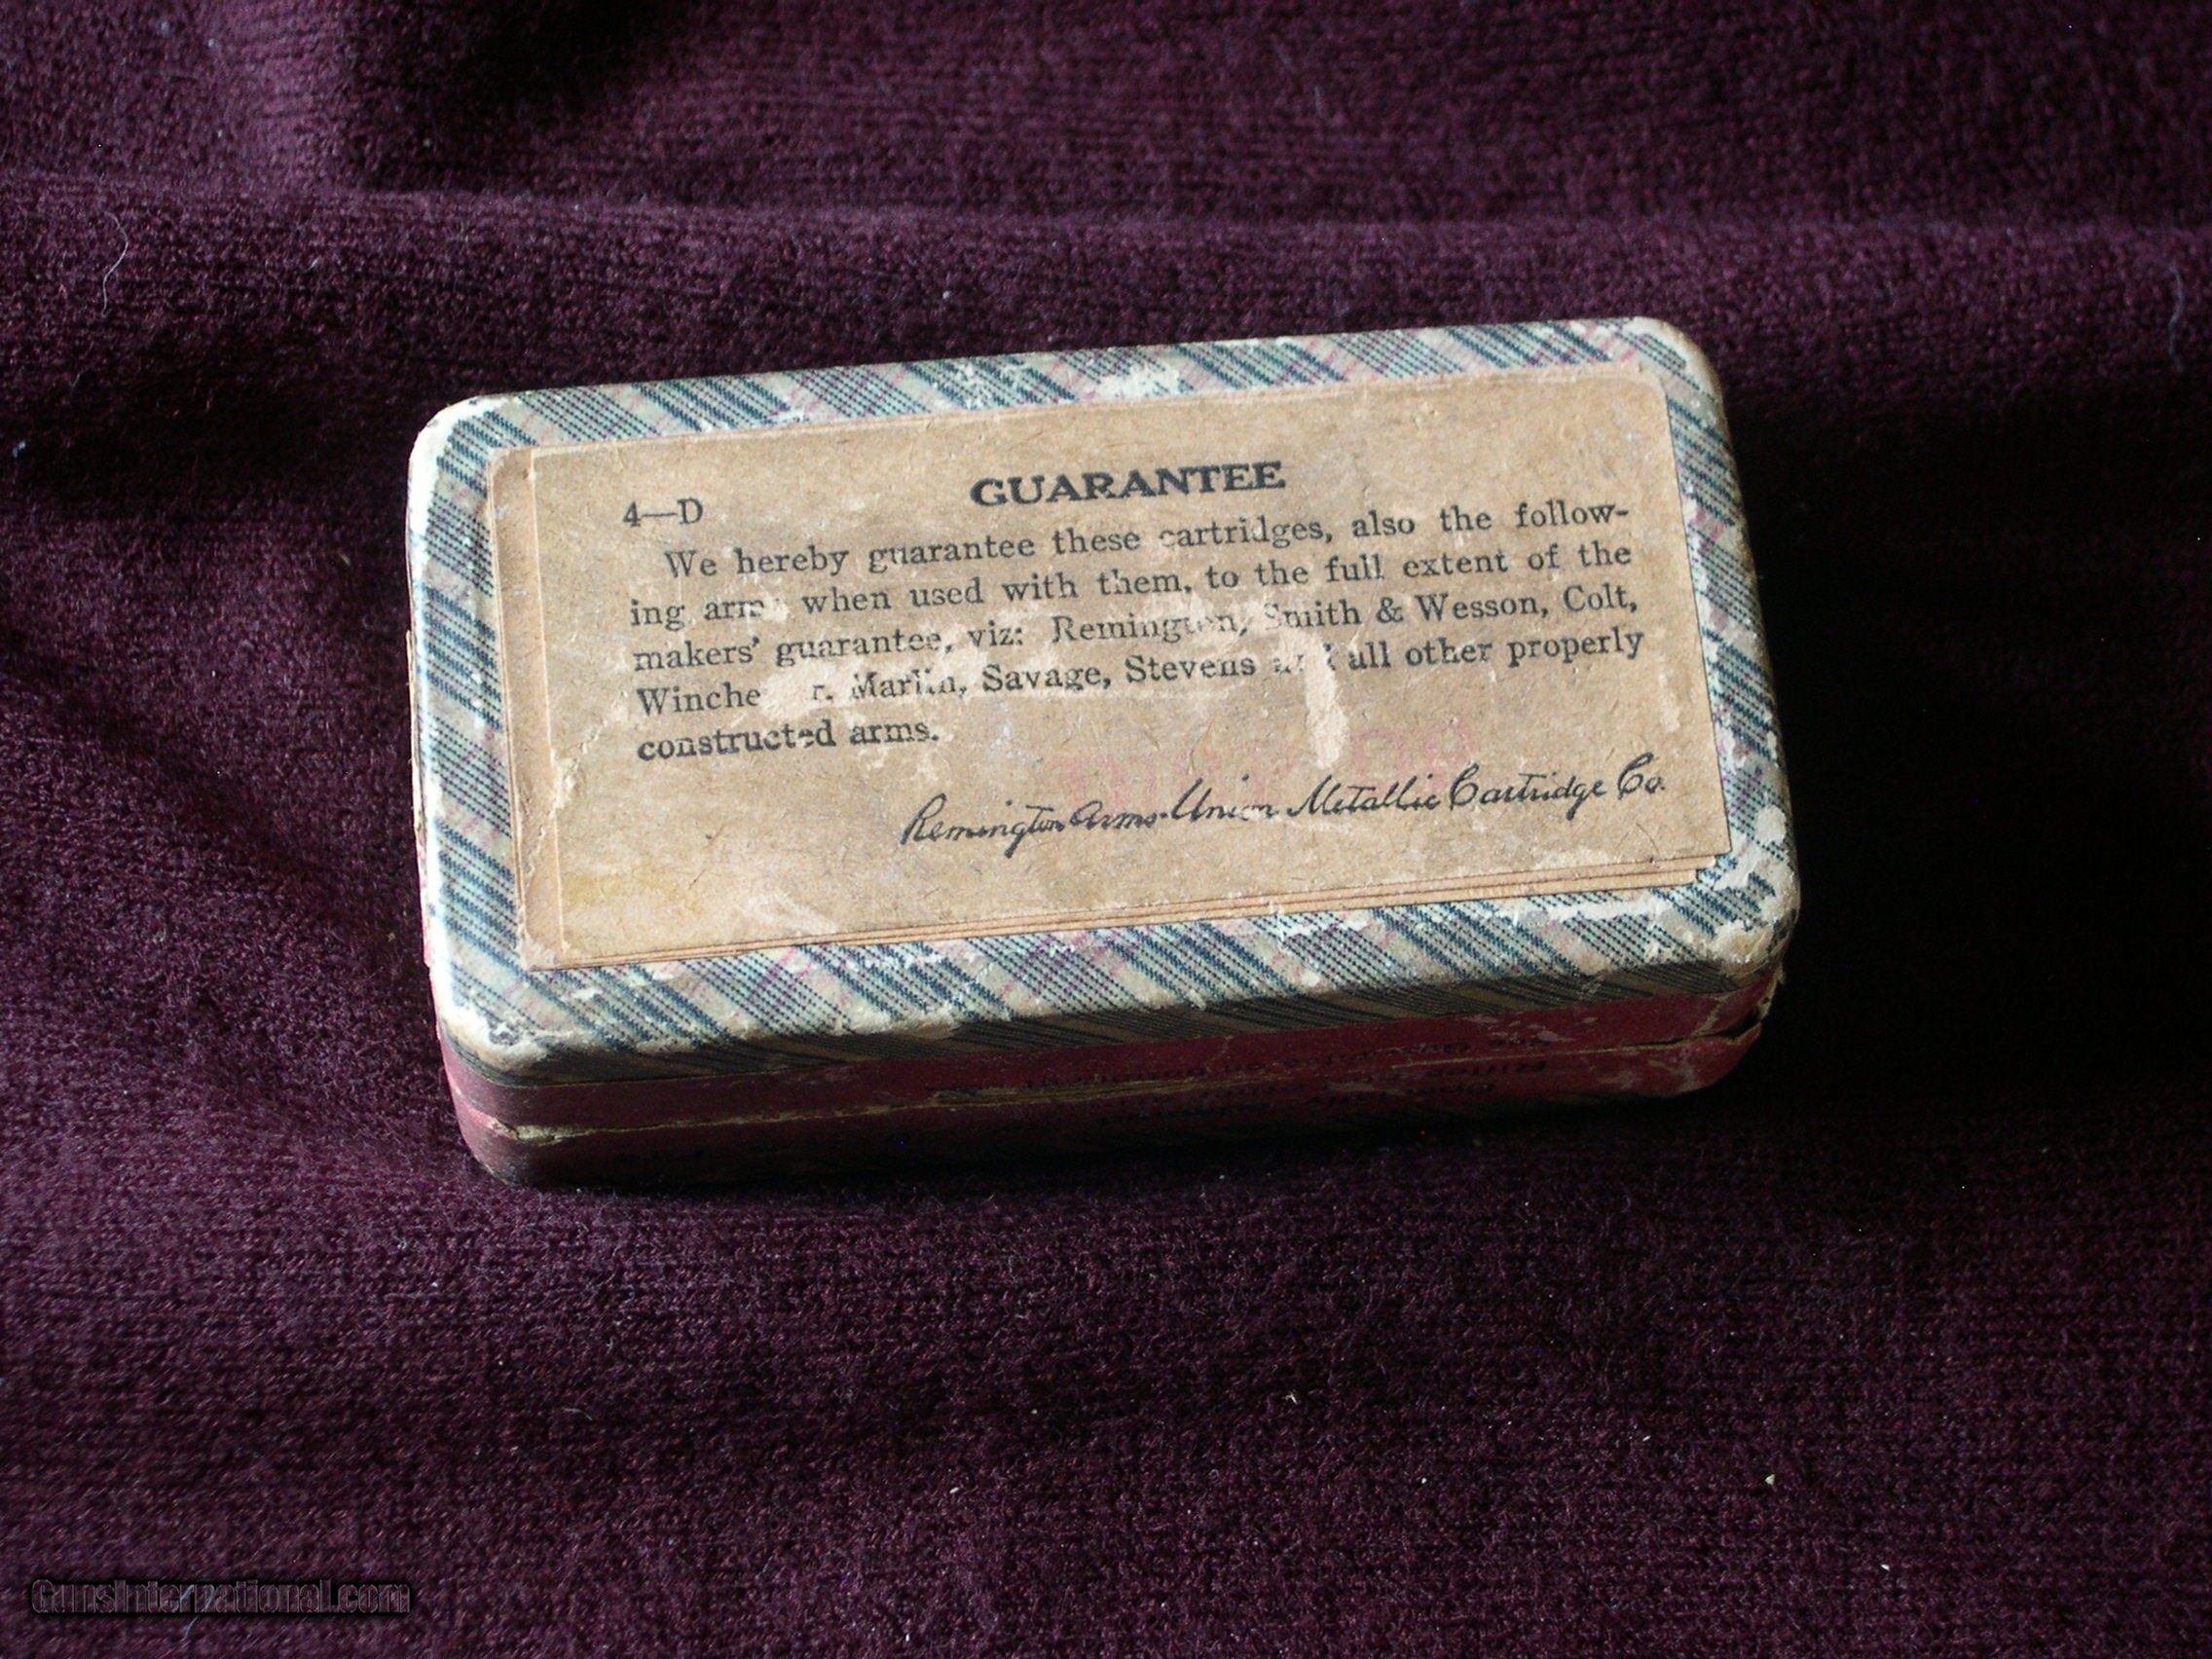 GUARANTEE
4—D
We hereby guarantee these cartridges, also the follow-
ing when used with them, to the full extent of the
makers' guarantee, viz: Remington, Smith & Wesson, Colt,
Marlin, Savage, Stevens all other properly
constructed arms.
Remington Arms-Union Metallic Cartridge Co.
GunsInternational.com